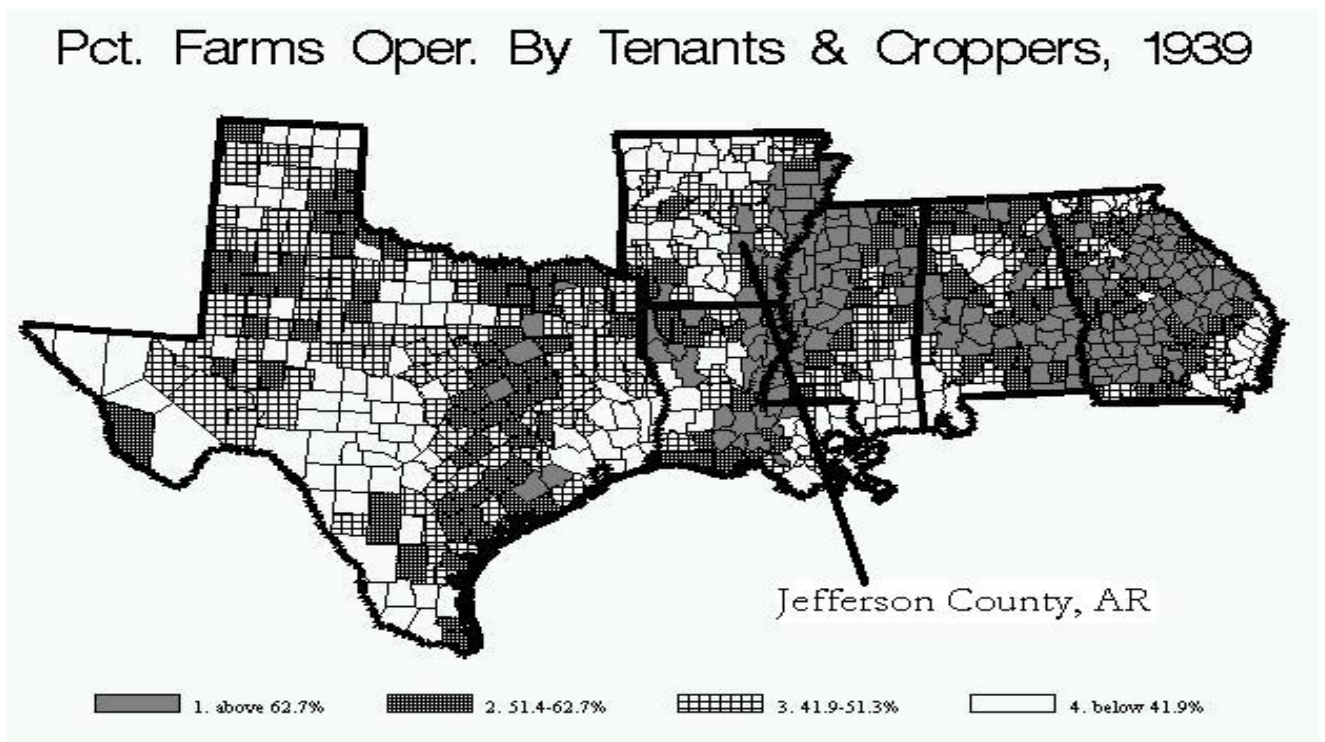 Pct. Farms Oper. By Tenants & Croppers, 1939
Jefferson County, AR
1. above 62.7%
2. 51.4-62.7%
3. 41.9-51.3%
4. below 41.9%